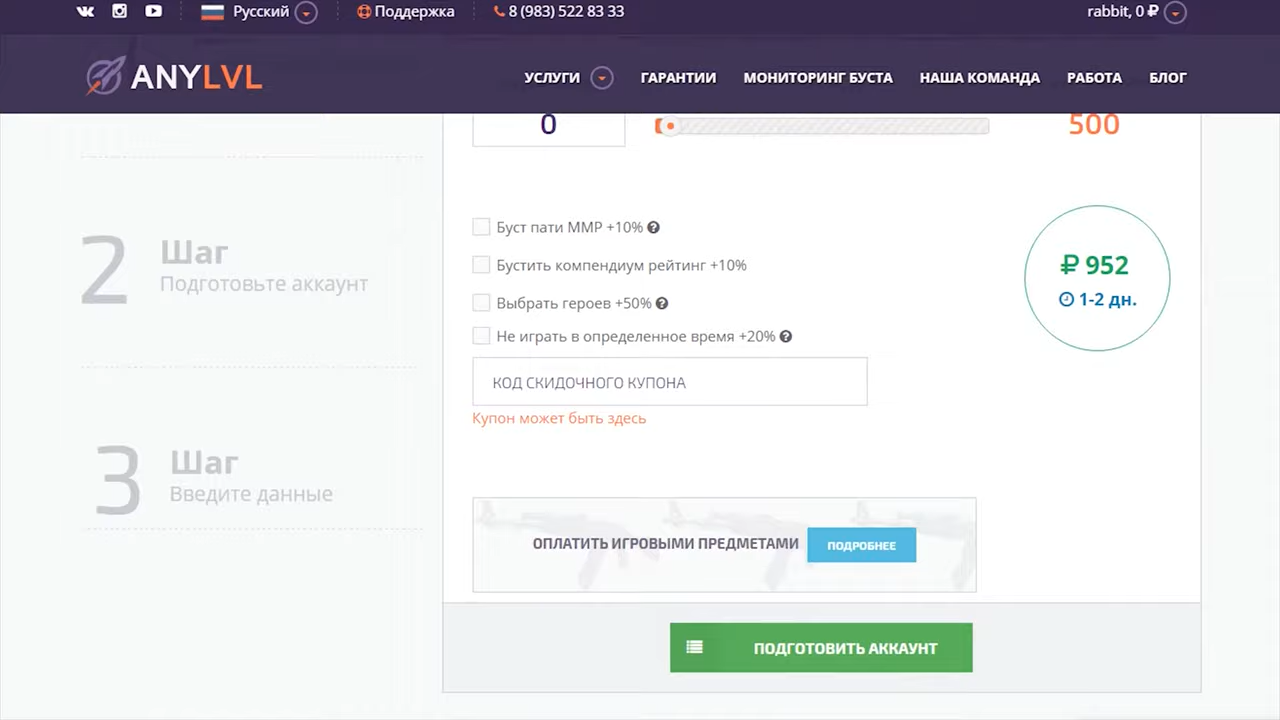 Русский
Поддержка
8 (983) 522 83 33
rabbit, 0 ₽
ANYLVL
УСЛУГИ
ГАРАНТИИ
МОНИТОРИНГ БУСТА
НАША КОМАНДА
РАБОТА
БЛОГ
0
500
2
Шаг
Подготовьте аккаунт
3
Шаг
Введите данные
Буст пати ММР +10%
Бустить компендиум рейтинг +10%
Выбрать героев +50%
Не играть в определенное время +20%
₽ 952
1-2 дн.
КОД СКИДОЧНОГО КУПОНА
Купон может быть здесь
ОПЛАТИТЬ ИГРОВЫМИ ПРЕДМЕТАМИ
ПОДРОБНЕЕ
ПОДГОТОВИТЬ АККАУНТ